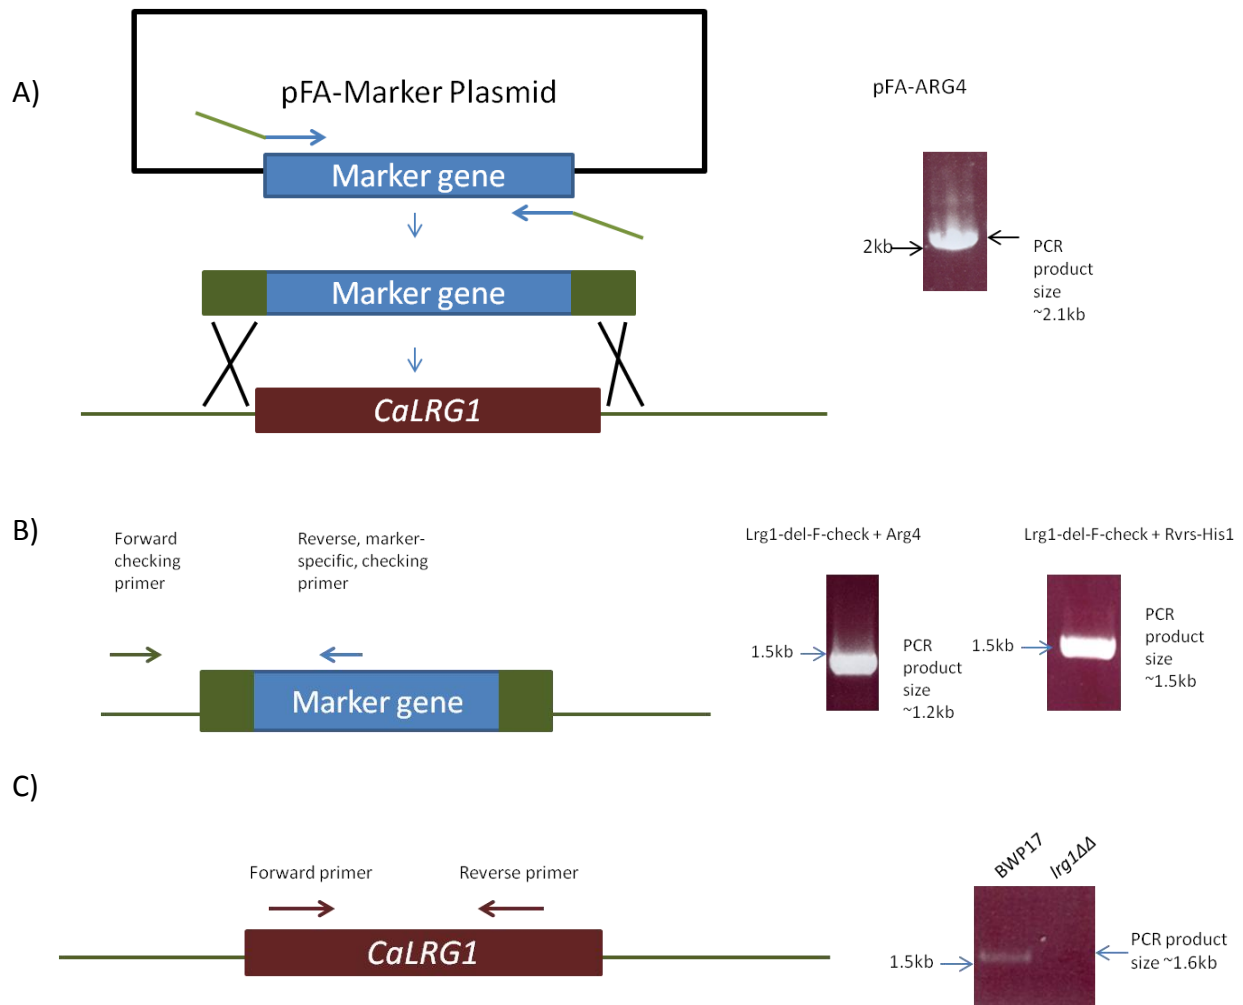 A)
pFA-Marker Plasmid
Marker gene
Marker gene
CaLRG1
pFA-ARG4
2kb
PCR
product
size
~2.1kb
B)
Forward
checking
primer
Reverse, marker-
specific, checking
primer
Marker gene
Lrg1-del-F-check + Arg4
1.5kb
PCR
product
size
~1.2kb
Lrg1-del-F-check + Rvrs-His1
1.5kb
PCR
product
size
~1.5kb
C)
Forward primer
Reverse primer
CaLRG1
BWP17
lrg1ΔΔ
1.5kb
PCR product
size ~1.6kb